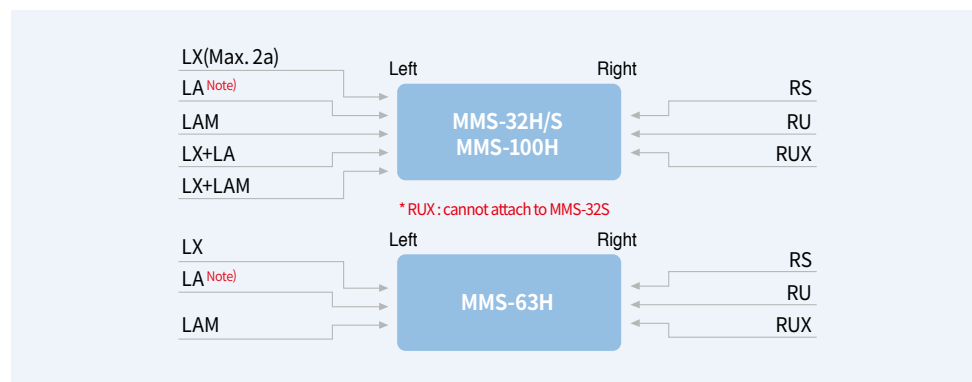 LX(Max. 2a)
LA Note)
LAM
LX+LA
LX+LAM
Left
Right
MMS-32H/S
MMS-100H
RS
RU
RUX
* RUX : cannot attach to MMS-32S
LX
LA Note)
LAM
Left
Right
MMS-63H
RS
RU
RUX